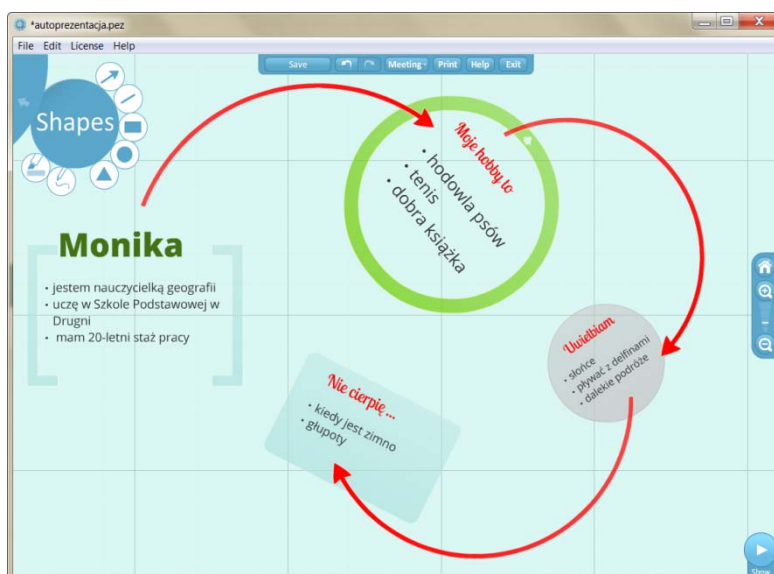 *autoprezentacja.pez
File Edit License Help
Save Meeting Print Help Exit
Shapes
Monika
• jestem nauczycielką geografii
• uczę w Szkole Podstawowej w
Drugni
• mam 20-letni staż pracy
Moje hobby to
• hodowla psów
• tenis
• dobra książka
Uwielbiam
• słońce
• pływać z delfinami
• dalekie podróże
Nie cierpię ...
• kiedy jest zimno
• głupoty
Show